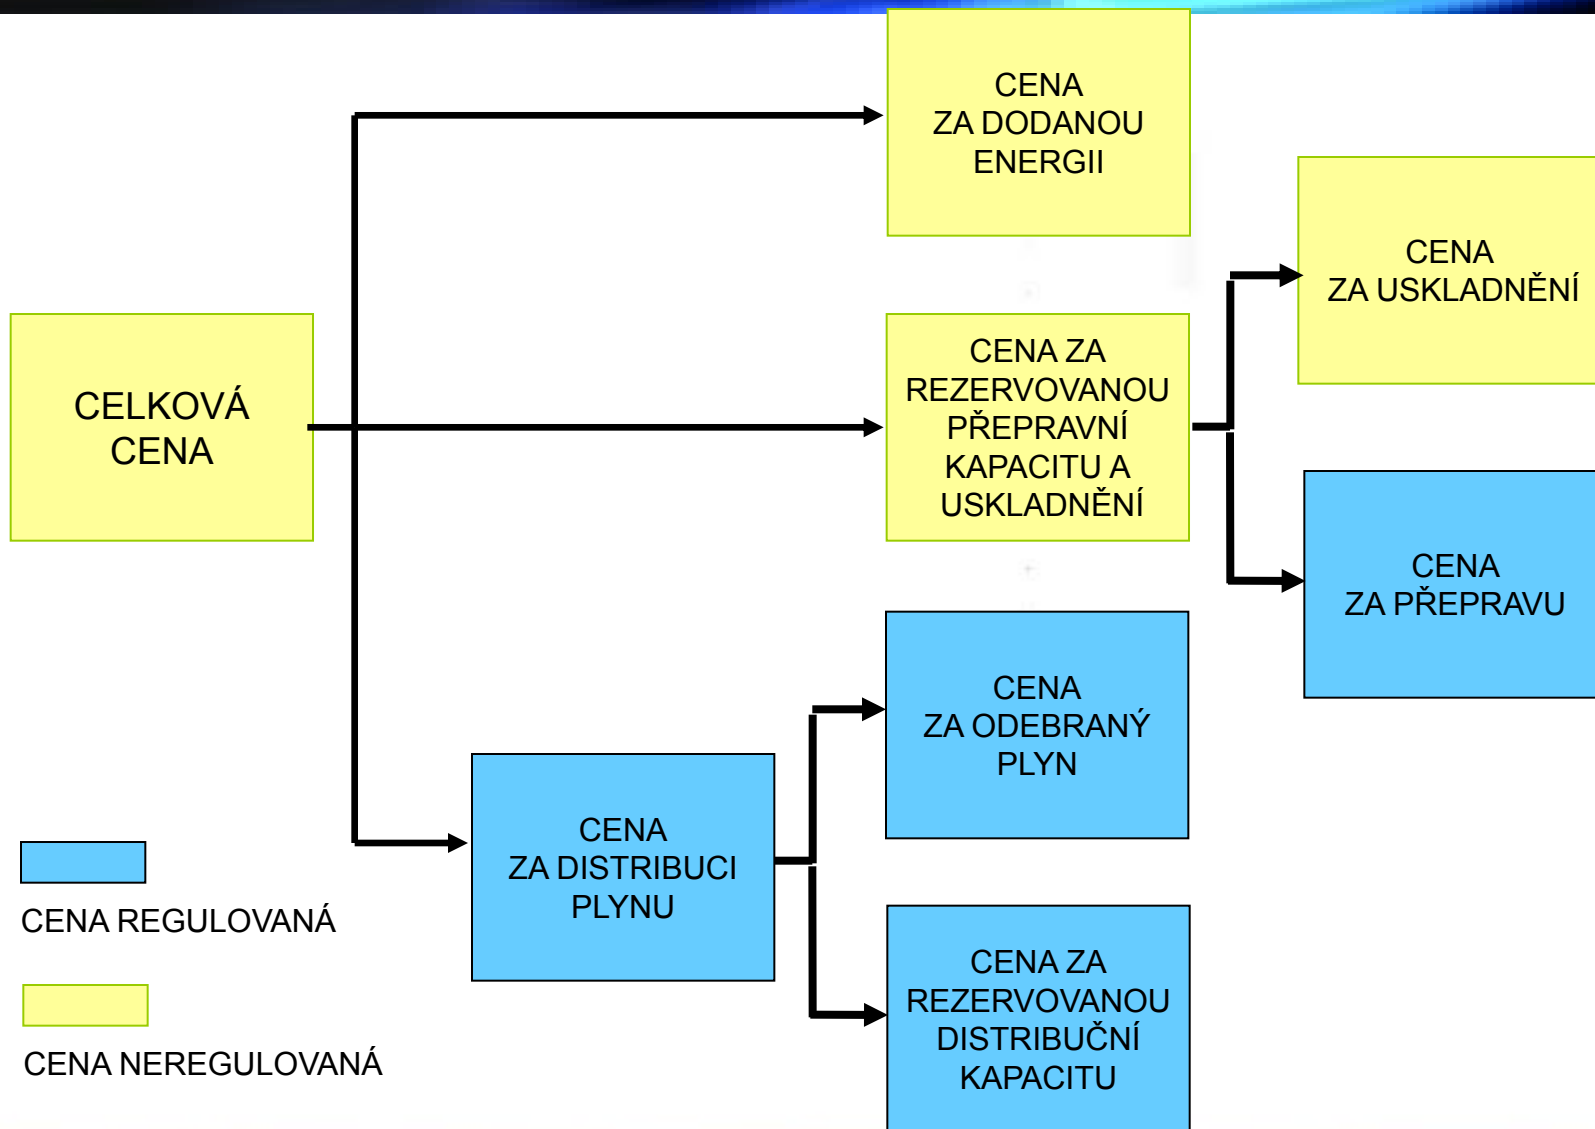 CENA
ZA DODANOU
ENERGII
CENA
ZA USKLADNĚNÍ
CELKOVÁ
CENA
CENA ZA
REZERVOVANOU
PŘEPRAVNÍ
KAPACITU A
USKLADNĚNÍ
CENA
ZA PŘEPRAVU
CENA
ZA ODEBRANÝ
PLYN
CENA
ZA DISTRIBUCI
PLYNU
CENA REGULOVANÁ
CENA ZA
REZERVOVANOU
DISTRIBUČNÍ
KAPACITU
CENA NEREGULOVANÁ